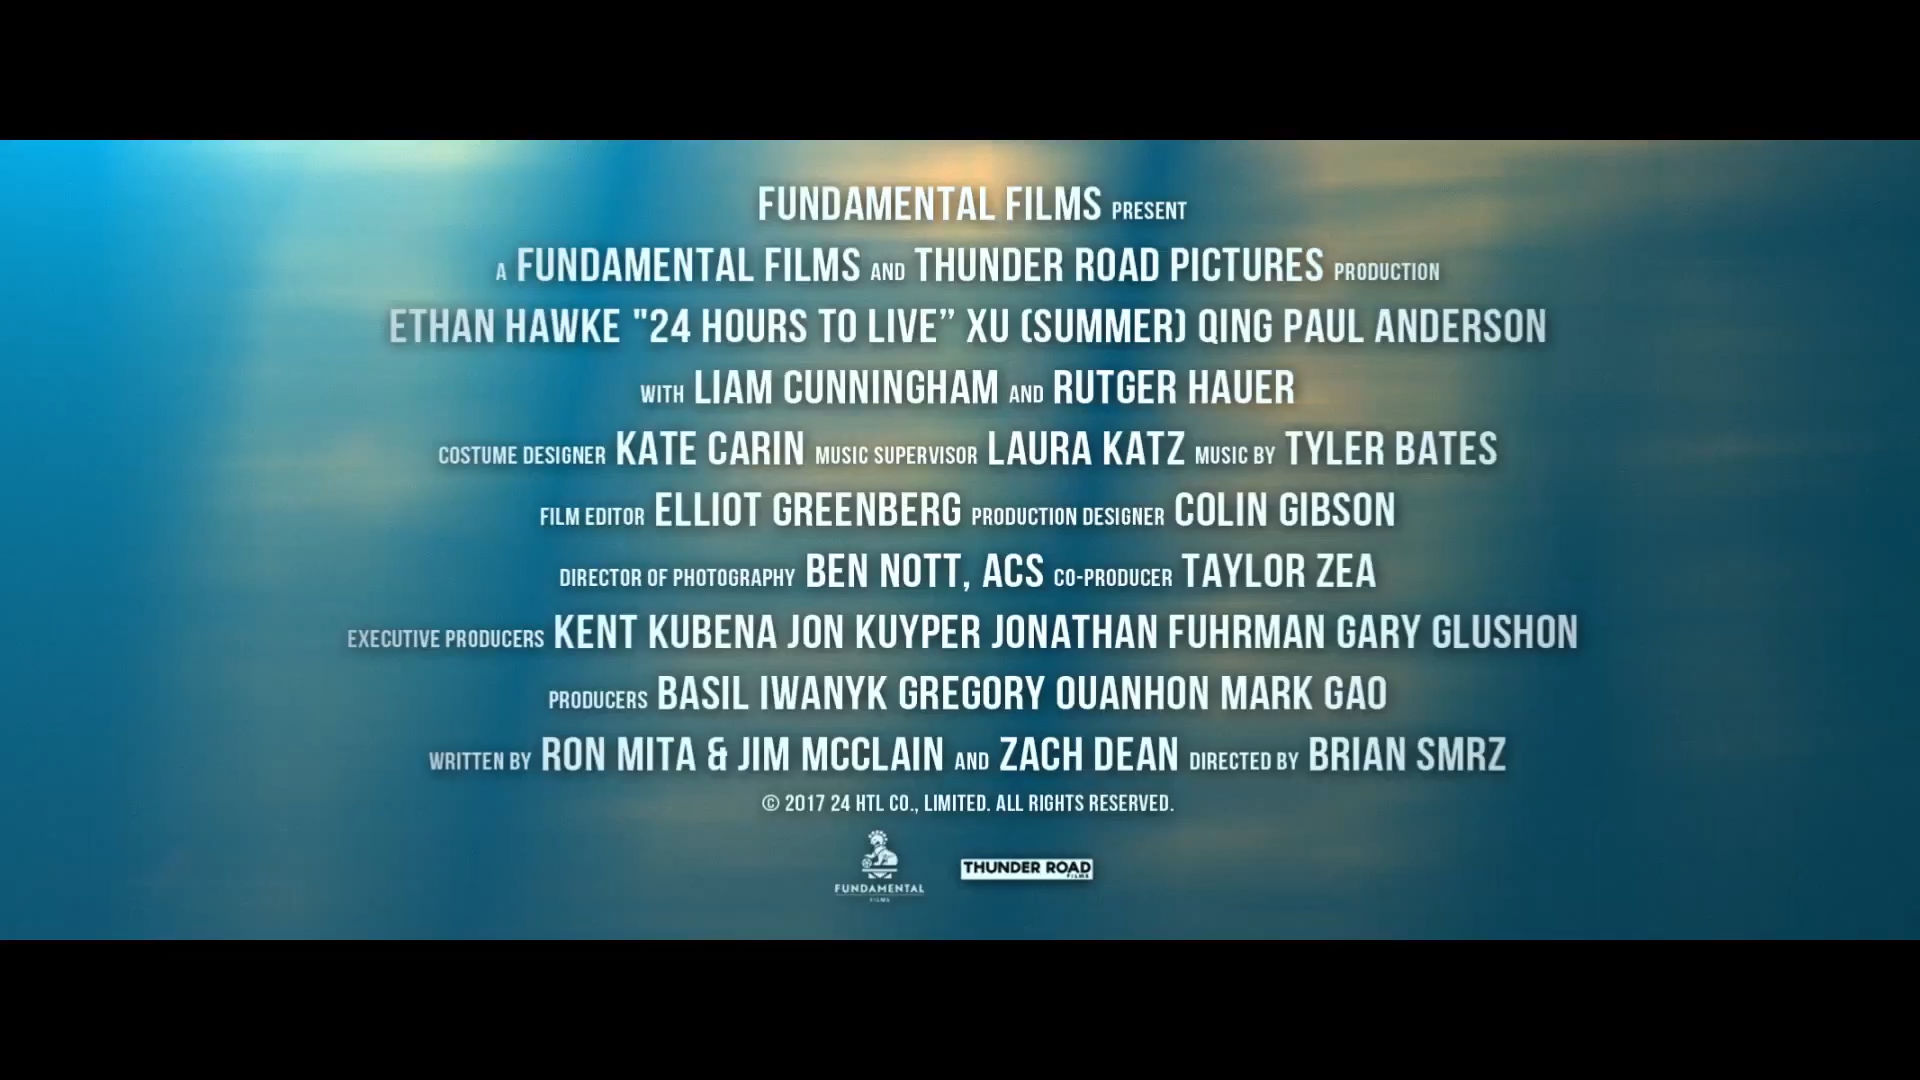 FUNDAMENTAL FILMS PRESENT
A FUNDAMENTAL FILMS AND THUNDER ROAD PICTURES PRODUCTION
ETHAN HAWKE "24 HOURS TO LIVE” XU (SUMMER) QING PAUL ANDERSON
WITH LIAM CUNNINGHAM AND RUTGER HAUER
COSTUME DESIGNER KATE CARIN MUSIC SUPERVISOR LAURA KATZ MUSIC BY TYLER BATES
FILM EDITOR ELLIOT GREENBERG PRODUCTION DESIGNER COLIN GIBSON
DIRECTOR OF PHOTOGRAPHY BEN NOTT, ACS CO-PRODUCER TAYLOR ZEA
EXECUTIVE PRODUCERS KENT KUBENA JON KUYPER JONATHAN FUHRMAN GARY GLUSHON
PRODUCERS BASIL IWANYK GREGORY OUANHON MARK GAO
WRITTEN BY RON MITA & JIM MCCLAIN AND ZACH DEAN DIRECTED BY BRIAN SMRZ
© 2017 24 HTL CO., LIMITED. ALL RIGHTS RESERVED.
FUNDAMENTAL
FILMS
THUNDER ROAD
FILMS